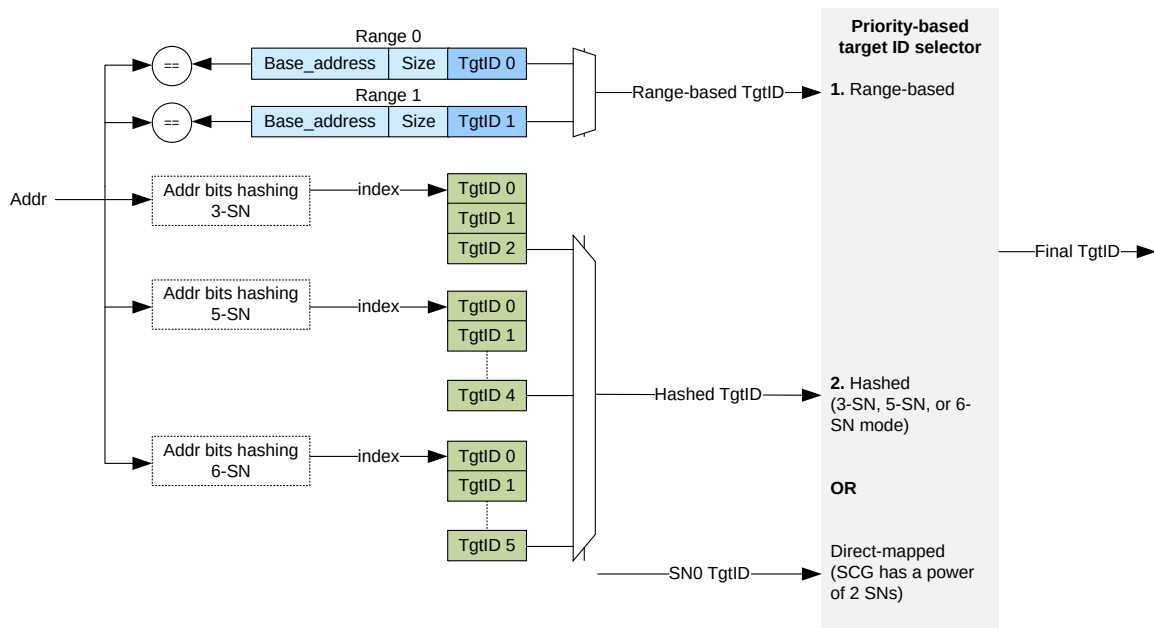 Priority-based
target ID selector
Range 0
==
Base_address
Size
TgtID 0
Range-based TgtID
1. Range-based
Range 1
==
Base_address
Size
TgtID 1
Addr
Addr bits hashing
3-SN
index
TgtID 0
TgtID 1
TgtID 2
Final TgtID
Addr bits hashing
5-SN
index
TgtID 0
TgtID 1
TgtID 4
Hashed TgtID
2. Hashed
(3-SN, 5-SN, or 6-
SN mode)
Addr bits hashing
6-SN
index
TgtID 0
TgtID 1
TgtID 5
OR
SN0 TgtID
Direct-mapped
(SCG has a power
of 2 SNs)